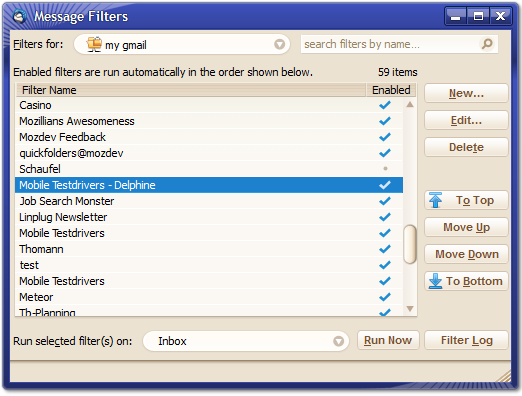 Message Filters
Filters for: my gmail search filters by name...
Enabled filters are run automatically in the order shown below. 59 items
Filter Name Enabled
Casino
Mozillians Awesomeness
Mozdev Feedback
quickfolders@mozdev
Schaufel
Mobile Testdrivers - Delphine
Job Search Monster
Linplug Newsletter
Mobile Testdrivers
Thomann
test
Mobile Testdrivers
Meteor
Th-Planning
New...
Edit...
Delete
To Top
Move Up
Move Down
To Bottom
Run selected filter(s) on: Inbox Run Now Filter Log